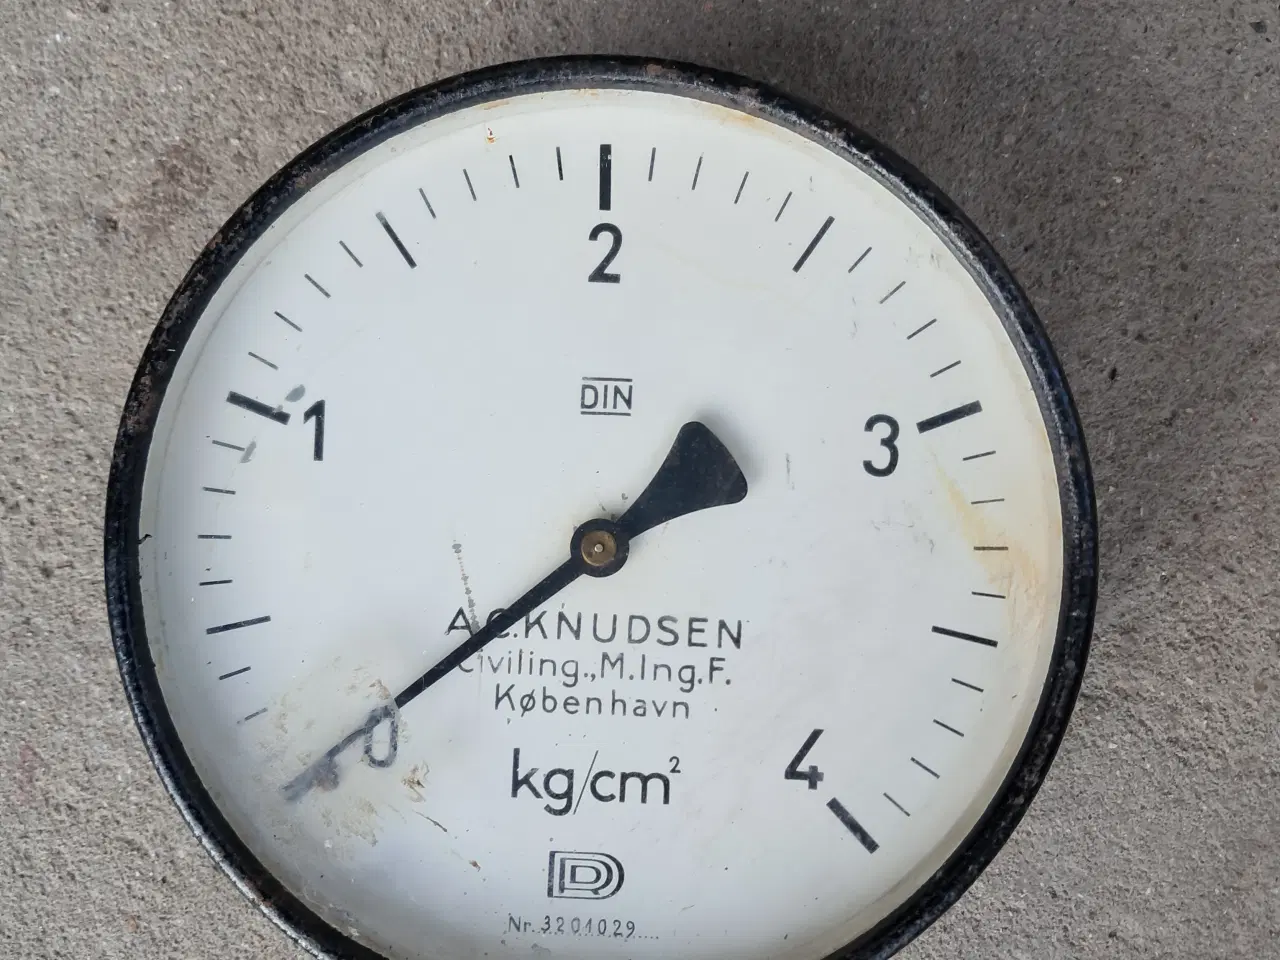 2
DIN
1
3
A.C.KNUDSEN
Civiling.,M.Ing.F.
København
0
4
kg/cm²
D
Nr. 3201029